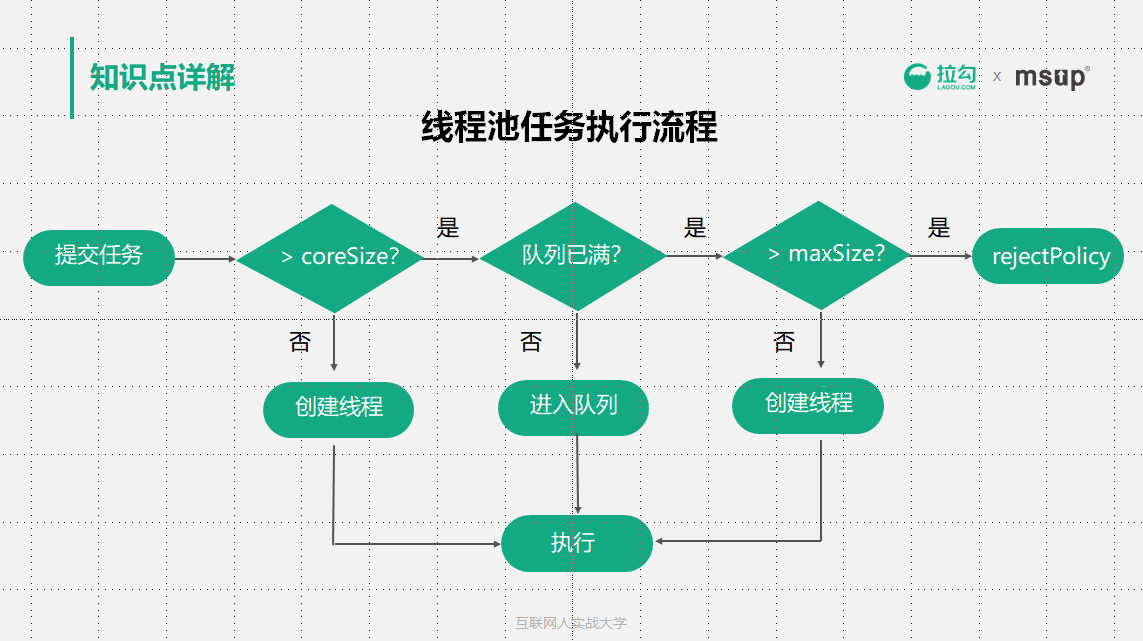 知识点详解
拉勾
LAGOU.COM
x
msup®
线程池任务执行流程
提交任务
> coreSize?
是
队列已满?
是
> maxSize?
是
rejectPolicy
否
否
否
创建线程
进入队列
创建线程
执行
互联网人实战大学